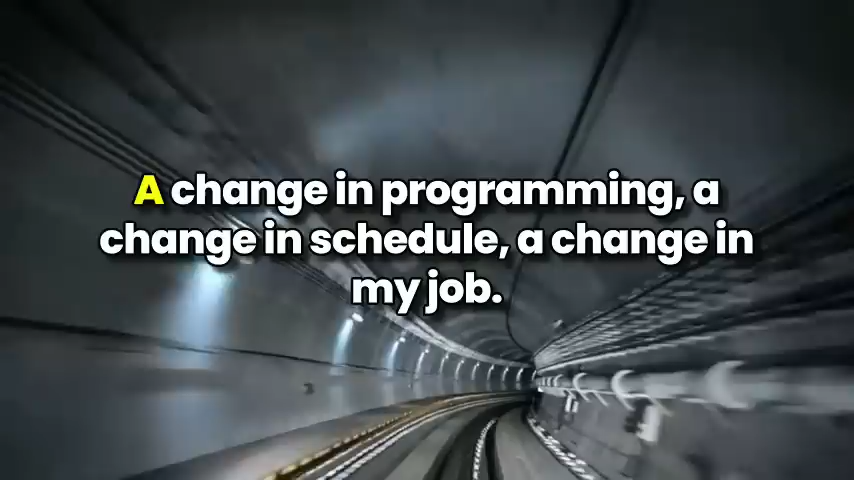 A change in programming, a
change in schedule, a change in
my job.